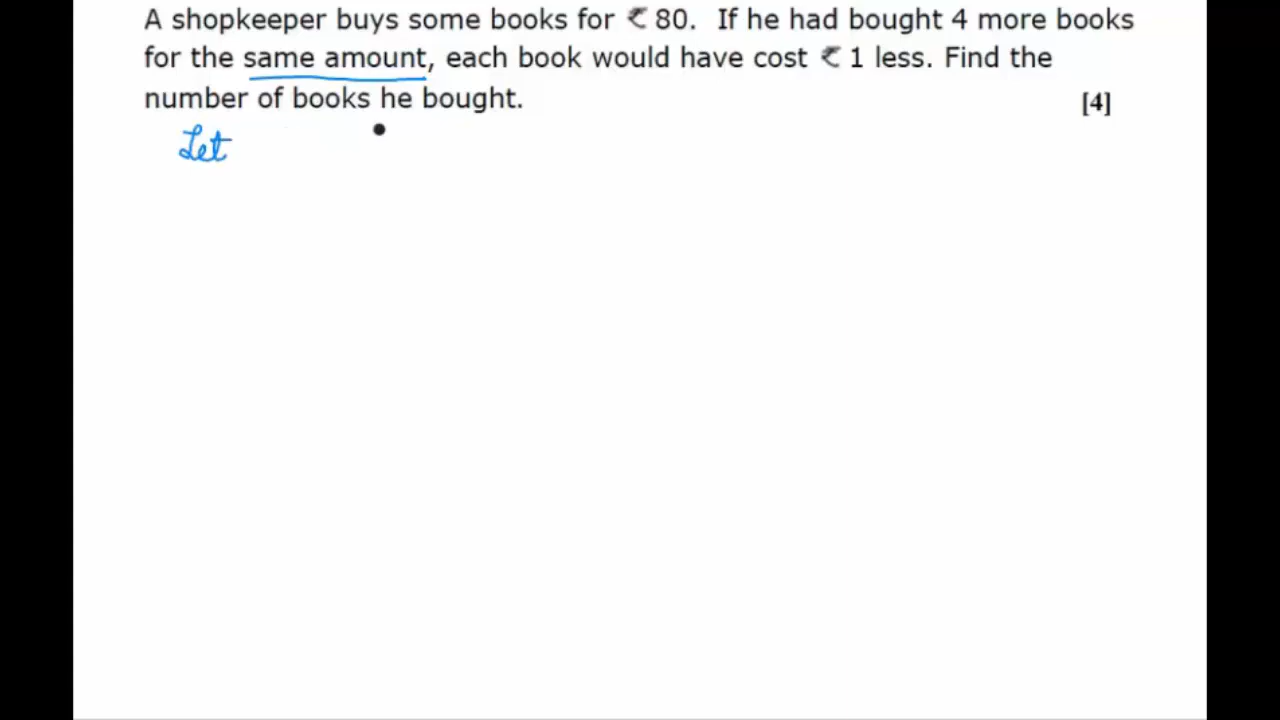 A shopkeeper buys some books for ₹ 80. If he had bought 4 more books
for the same amount, each book would have cost ₹ 1 less. Find the
number of books he bought. [4]
Let